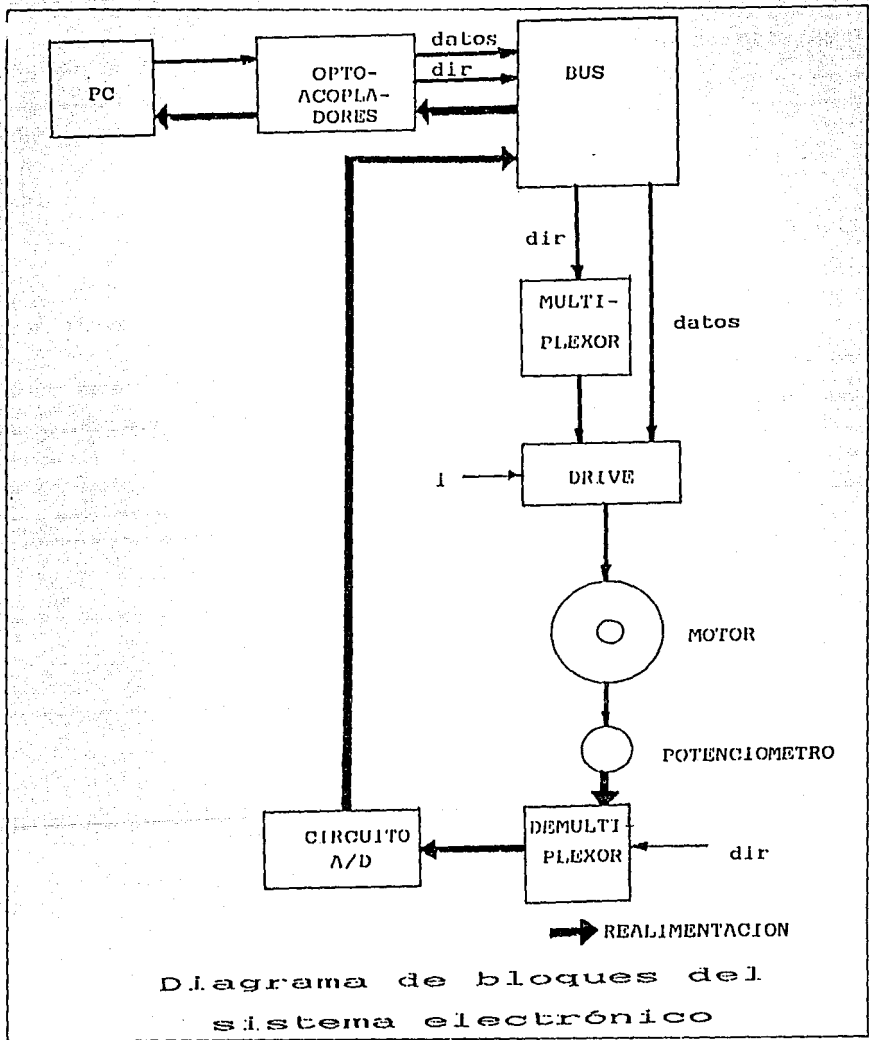 PC
OPTO-
ACOPLA-
DORES
datos
dir
BUS
dir
MULTI-
PLEXOR
datos
I
DRIVE
MOTOR
POTENCIOMETRO
DEMULTI-
PLEXOR
dir
CIRCUITO
A/D
REALIMENTACION
Diagrama de bloques del
sistema electrónico